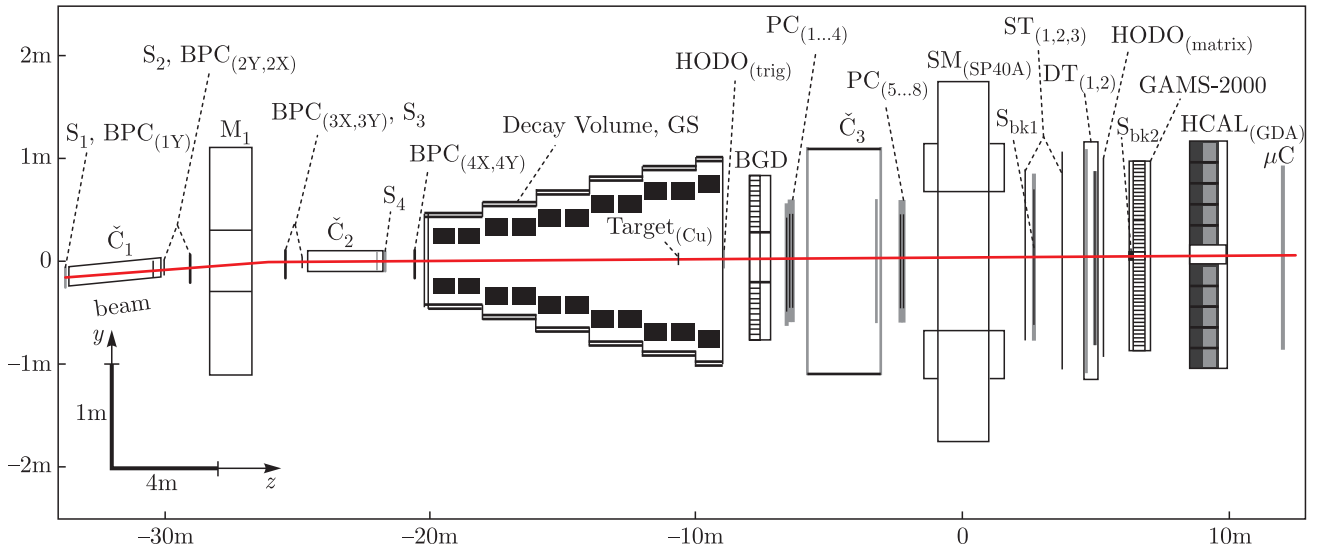 2m
1m
0
−1m
−2m
S₂, BPC₍₂Y,₂X₎
S₁, BPC₍₁Y₎
M₁
BPC₍₃X,₃Y₎, S₃
Č₁
beam
Č₂
S₄
BPC₍₄X,₄Y₎
Decay Volume, GS
Target₍Cu₎
HODO₍trig₎
BGD
PC₍₁...₄₎
Č₃
PC₍₅...₈₎
SM₍SP40A₎
S_bk1
ST₍₁,₂,₃₎
DT₍₁,₂₎
HODO₍matrix₎
GAMS-2000
S_bk2
HCAL₍GDA₎
μC
y
1m
4m
z
−30m
−20m
−10m
0
10m